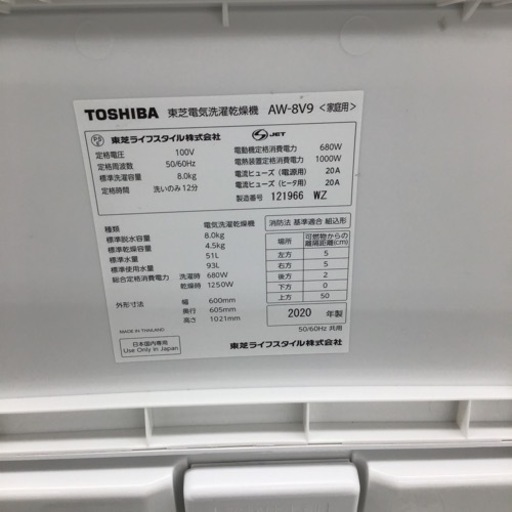 TOSHIBA 東芝電気洗濯乾燥機 AW-8V9 <家庭用>
東芝ライフスタイル株式会社
定格電圧 100V
定格周波数 50/60Hz
標準洗濯容量 8.0kg
定格時間 洗いのみ 12分
JET
電動機定格消費電力 680W
電熱装置定格消費電力 1000W
電流ヒューズ(電源用) 20A
電流ヒューズ(ヒータ用) 20A
製造番号 121966 WZ
種類 電気洗濯乾燥機
標準脱水容量 8.0kg
標準乾燥容量 4.5kg
標準水量 51L
標準使用水量 93L
総合定格消費電力 洗濯時 680W
乾燥時 1250W
外形寸法 幅 600mm
奥行 605mm
高さ 1021mm
消防法 基準適合 組込形
場所 可燃物からの離隔距離(cm)
左方 5
右方 5
後方 2
下方 0
上方 50
2020 年製
50/60Hz 共用
MADE IN THAILAND
日本国内専用
Use Only in Japan
東芝ライフスタイル株式会社